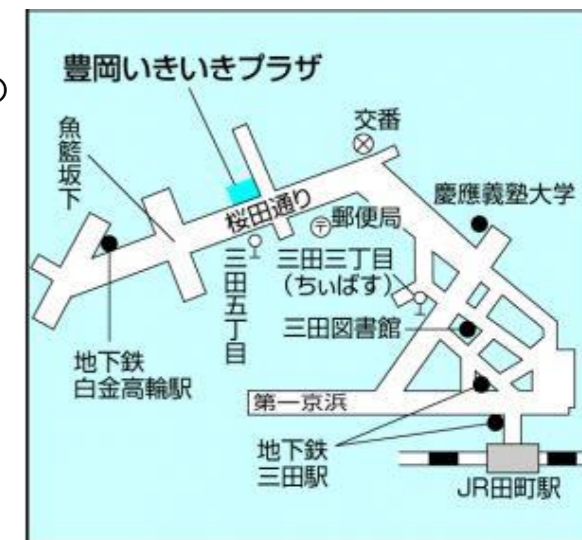 豊岡いきいきプラザ
交番
魚籃坂下
慶應義塾大学
桜田通り
〒郵便局
三田五丁目
三田三丁目
（ちぃばす）
三田図書館
地下鉄
白金高輪駅
第一京浜
地下鉄
三田駅
JR田町駅